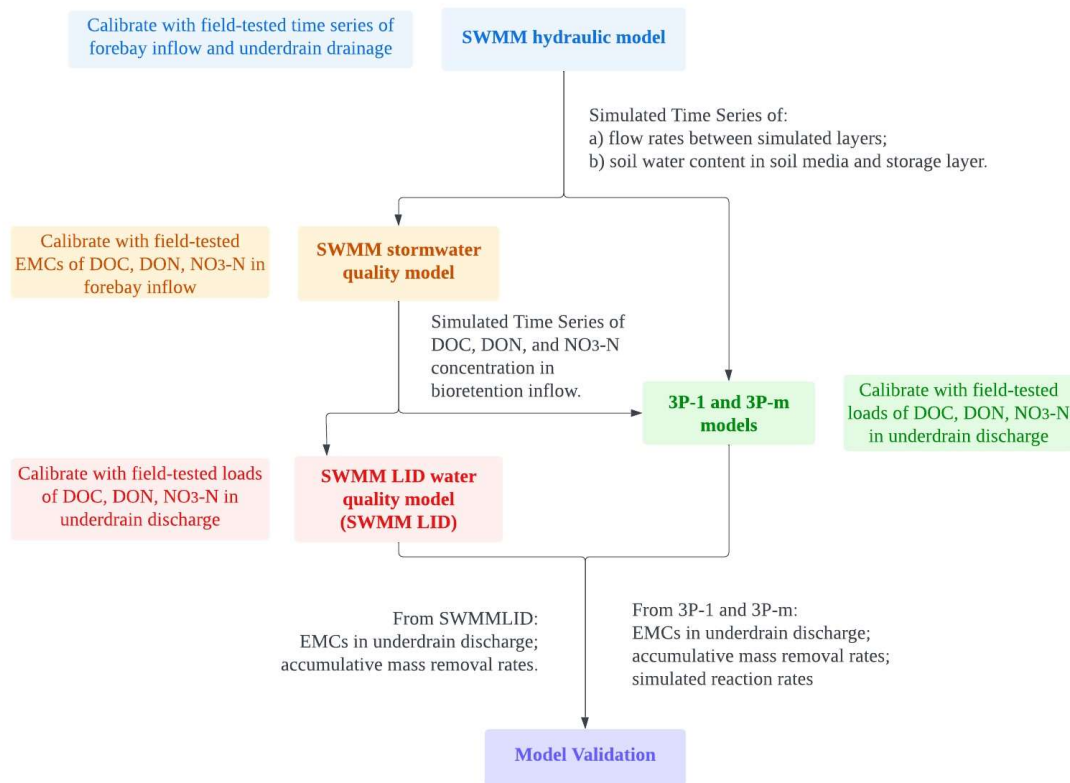 Calibrate with field-tested time series of
forebay inflow and underdrain drainage
SWMM hydraulic model
Simulated Time Series of:
a) flow rates between simulated layers;
b) soil water content in soil media and storage layer.
Calibrate with field-tested
EMCs of DOC, DON, NO3-N in
forebay inflow
SWMM stormwater
quality model
Simulated Time Series of
DOC, DON, and NO3-N
concentration in
bioretention inflow.
3P-1 and 3P-m
models
Calibrate with field-tested
loads of DOC, DON, NO3-N
in underdrain discharge
Calibrate with field-tested loads
of DOC, DON, NO3-N in
underdrain discharge
SWMM LID water
quality model
(SWMM LID)
From SWMMLID:
EMCs in underdrain discharge;
accumulative mass removal rates.
From 3P-1 and 3P-m:
EMCs in underdrain discharge;
accumulative mass removal rates;
simulated reaction rates
Model Validation